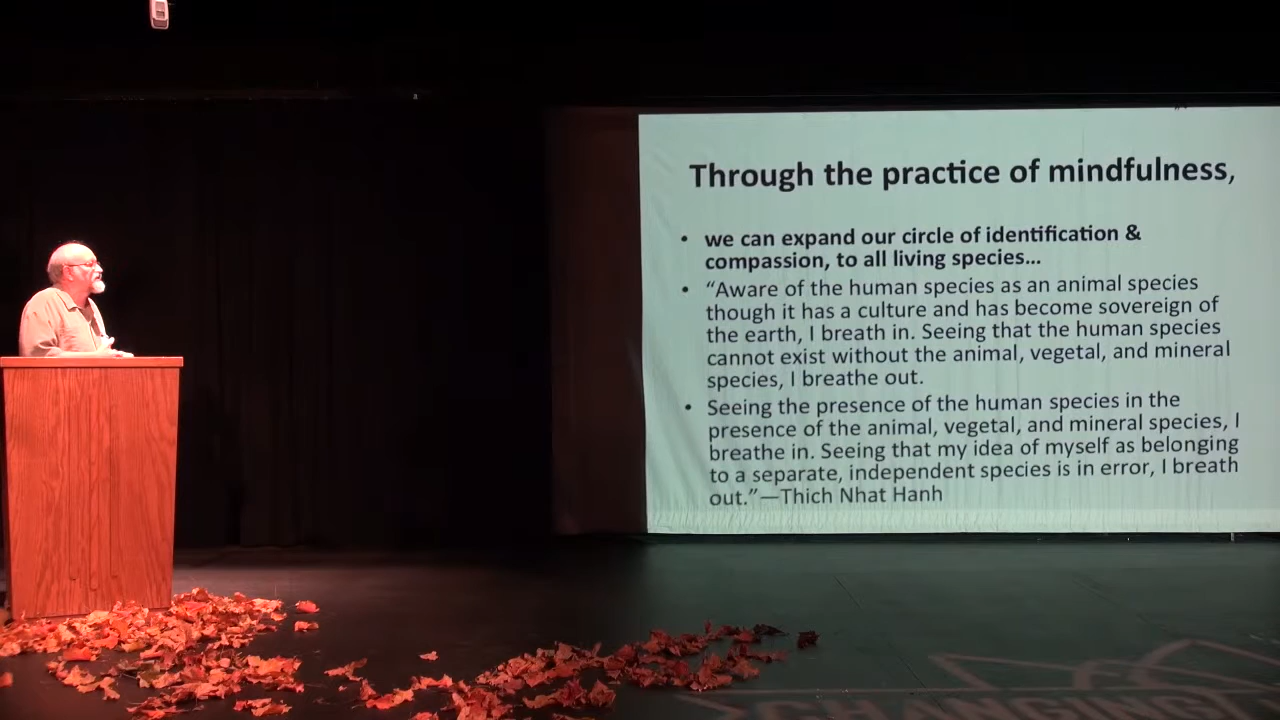 Through the practice of mindfulness,
• we can expand our circle of identification &
compassion, to all living species...
• “Aware of the human species as an animal species
though it has a culture and has become sovereign of
the earth, I breath in. Seeing that the human species
cannot exist without the animal, vegetal, and mineral
species, I breathe out.
• Seeing the presence of the human species in the
presence of the animal, vegetal, and mineral species, I
breathe in. Seeing that my idea of myself as belonging
to a separate, independent species is in error, I breath
out.”—Thich Nhat Hanh
CHANGING